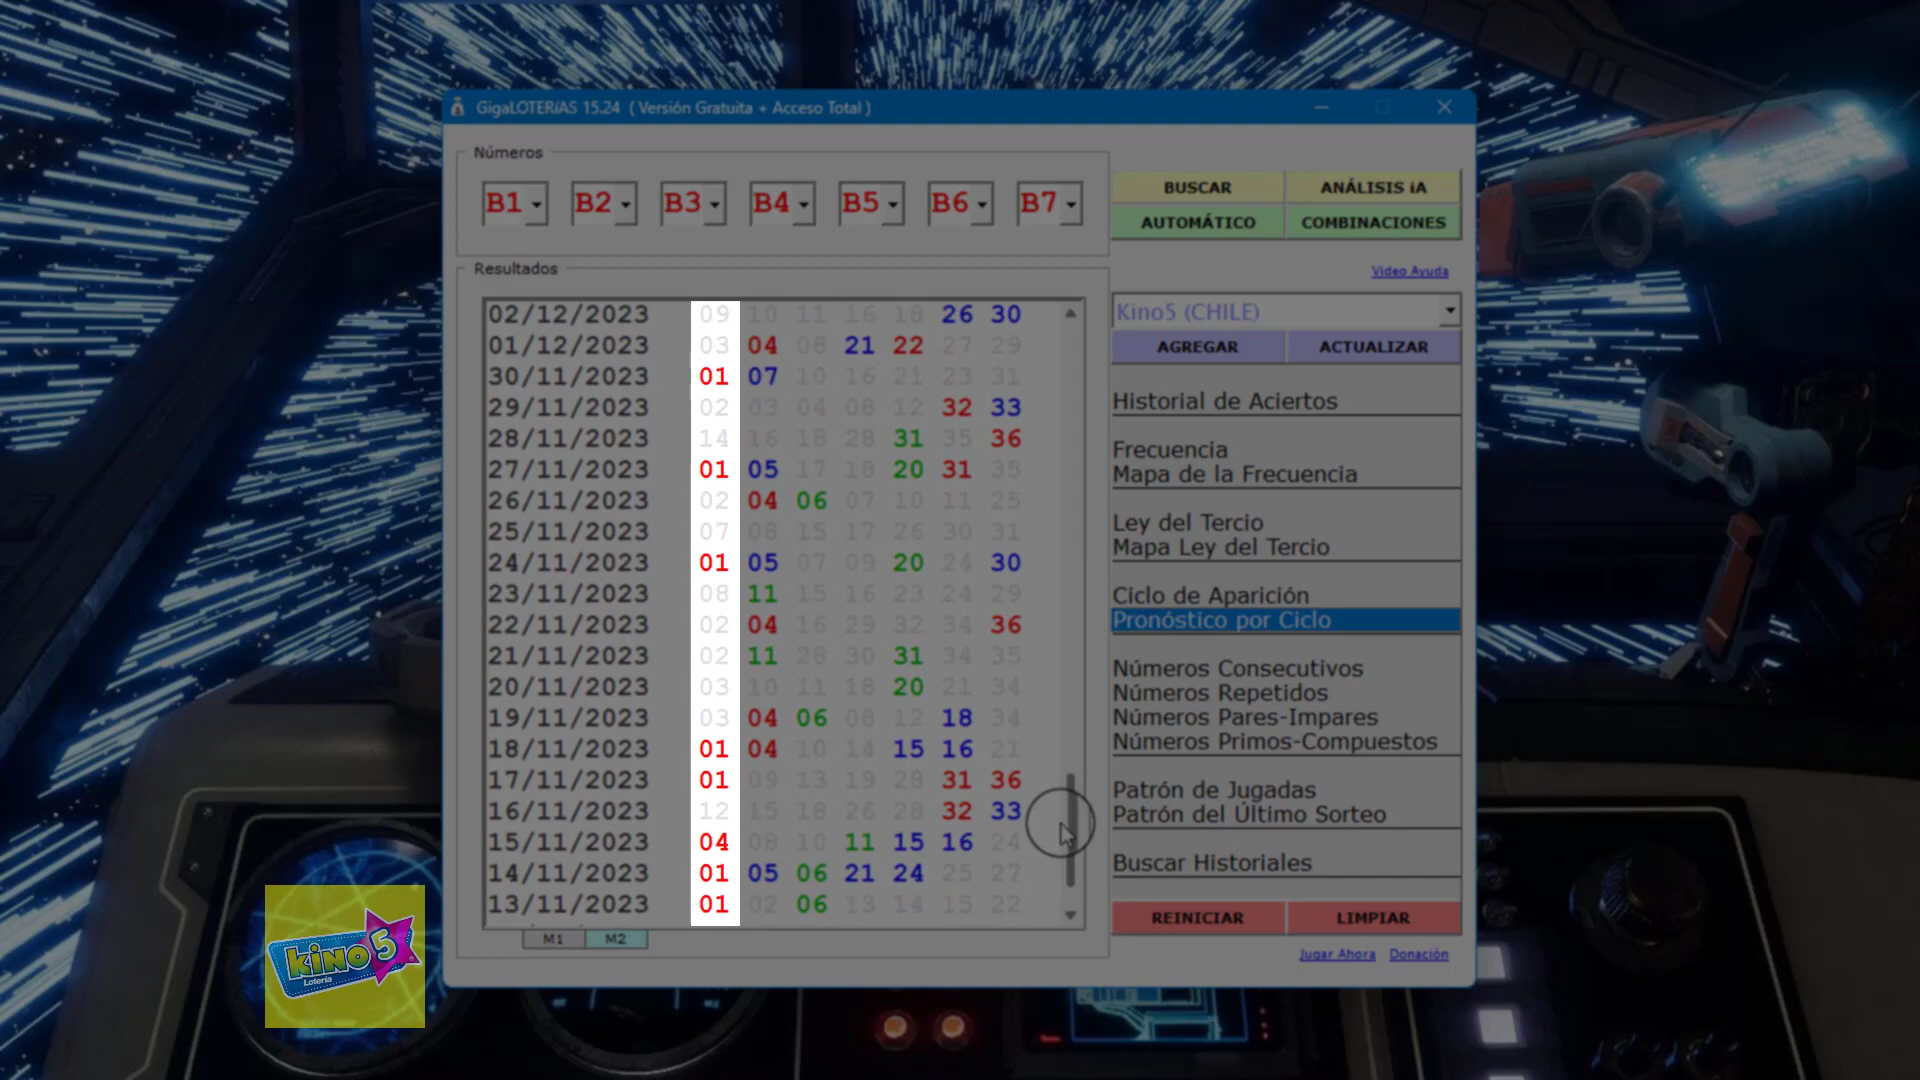 GigaLOTERíAS 15.24 ( Versión Gratuita + Acceso Total )
Números
B1 B2 B3 B4 B5 B6 B7
BUSCAR ANÁLISIS iA
AUTOMÁTICO COMBINACIONES
Video Ayuda
Resultados
Kino5 (CHILE)
AGREGAR ACTUALIZAR
02/12/2023 09 10 11 16 18 26 30
01/12/2023 03 04 08 21 22 27 29
30/11/2023 01 07 10 16 21 23 31
29/11/2023 02 03 04 08 12 32 33
28/11/2023 14 16 18 28 31 35 36
27/11/2023 01 05 17 18 20 31 35
26/11/2023 02 04 06 07 10 11 25
25/11/2023 07 08 15 17 26 30 31
24/11/2023 01 05 07 09 20 24 30
23/11/2023 08 11 15 16 23 24 29
22/11/2023 02 04 16 29 32 34 36
21/11/2023 02 11 28 30 31 34 35
20/11/2023 03 10 11 18 20 21 34
19/11/2023 03 04 06 08 12 18 34
18/11/2023 01 04 10 14 15 16 21
17/11/2023 01 09 13 19 28 31 36
16/11/2023 12 15 18 26 28 32 33
15/11/2023 04 08 10 11 15 16 24
14/11/2023 01 05 06 21 24 25 27
13/11/2023 01 02 06 13 14 15 22
M1 M2
Historial de Aciertos
Frecuencia
Mapa de la Frecuencia
Ley del Tercio
Mapa Ley del Tercio
Ciclo de Aparición
Pronóstico por Ciclo
Números Consecutivos
Números Repetidos
Números Pares-Impares
Números Primos-Compuestos
Patrón de Jugadas
Patrón del Último Sorteo
Buscar Historiales
REINICIAR LIMPIAR
Jugar Ahora Donación
kino 5
Lotería